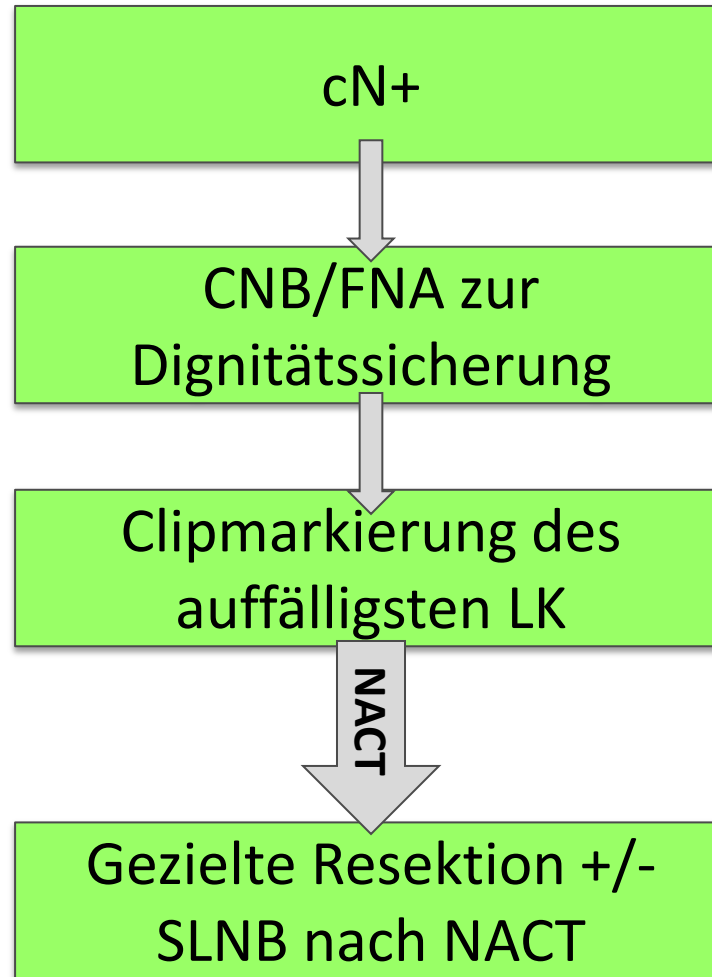 cN+
CNB/FNA zur
Dignitätssicherung
Clipmarkierung des
auffälligsten LK
NACT
Gezielte Resektion +/-
SLNB nach NACT